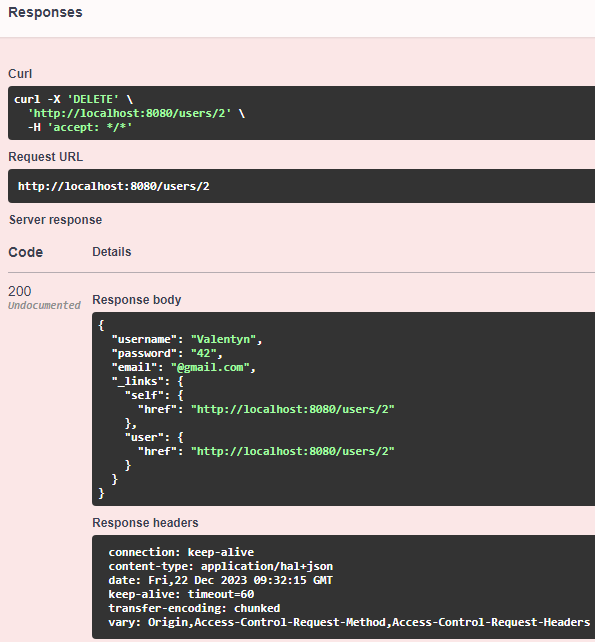 Responses
Curl
curl -X 'DELETE' \
  'http://localhost:8080/users/2' \
  -H 'accept: */*'
Request URL
http://localhost:8080/users/2
Server response
Code Details
200
Undocumented
Response body
{
  "username": "Valentyn",
  "password": "42",
  "email": "@gmail.com",
  "_links": {
    "self": {
      "href": "http://localhost:8080/users/2"
    },
    "user": {
      "href": "http://localhost:8080/users/2"
    }
  }
}
Response headers
connection: keep-alive
content-type: application/hal+json
date: Fri,22 Dec 2023 09:32:15 GMT
keep-alive: timeout=60
transfer-encoding: chunked
vary: Origin,Access-Control-Request-Method,Access-Control-Request-Headers